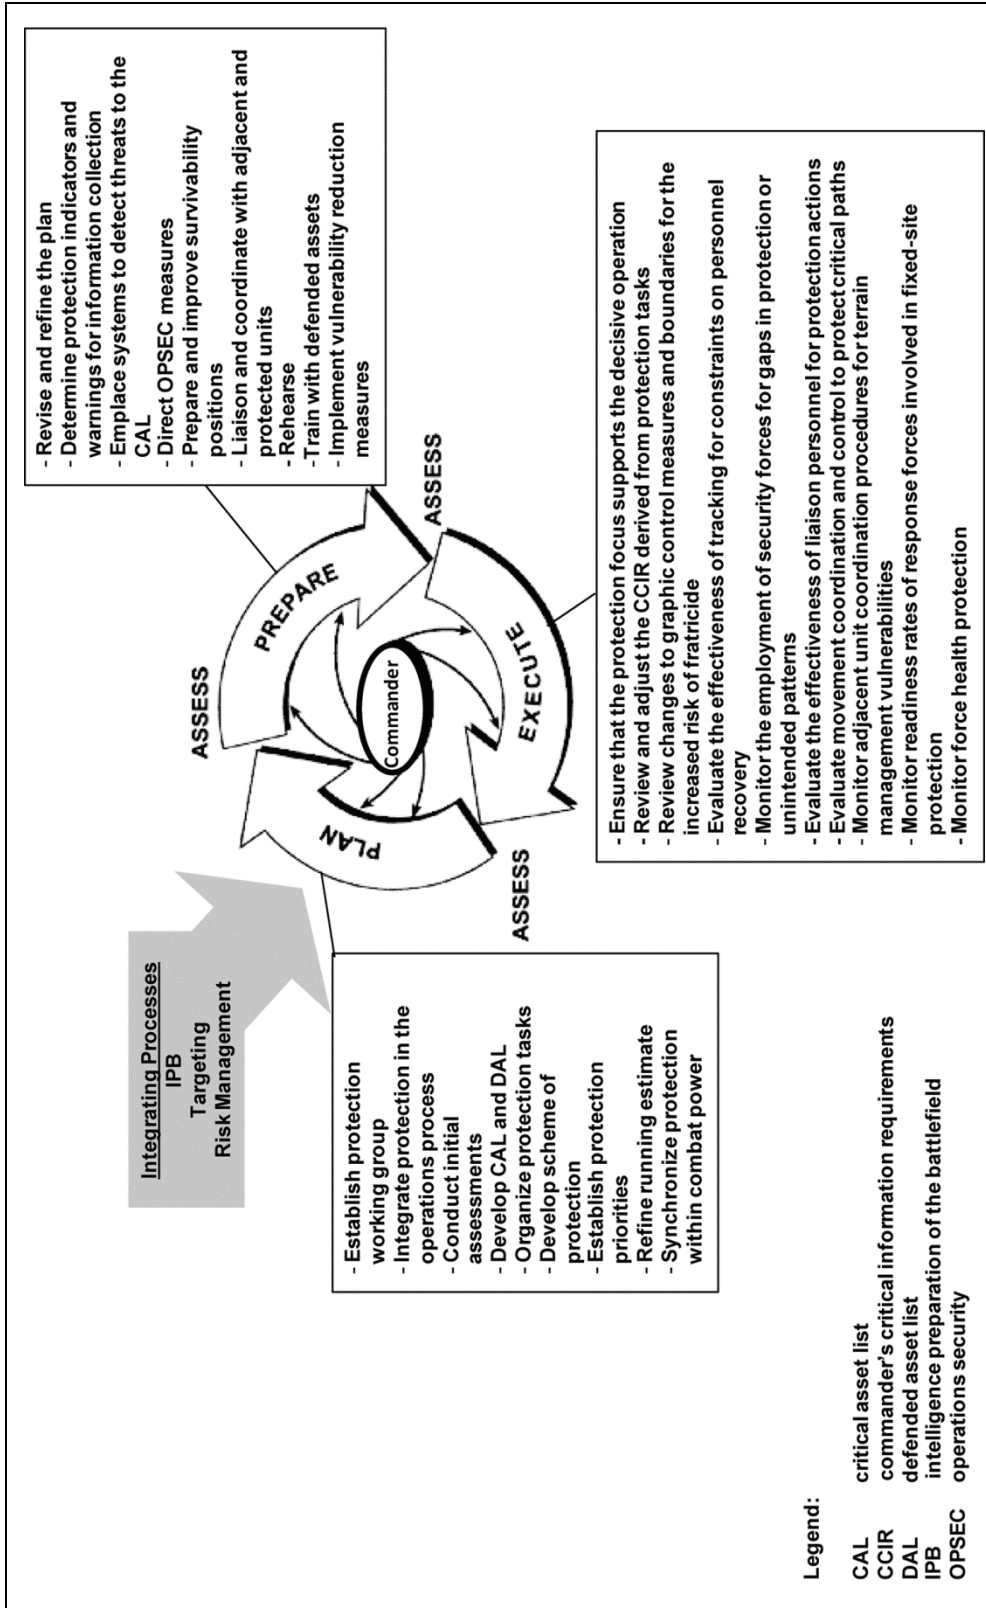 Integrating Processes
IPB
Targeting
Risk Management
- Establish protection
working group
- Integrate protection in the
operations process
- Conduct initial
assessments
- Develop CAL and DAL
- Organize protection tasks
- Develop scheme of
protection
- Establish protection
priorities
- Refine running estimate
- Synchronize protection
within combat power
ASSESS
PLAN
ASSESS
PREPARE
Commander
EXECUTE
ASSESS
- Revise and refine the plan
- Determine protection indicators and
warnings for information collection
- Emplace systems to detect threats to the
CAL
- Direct OPSEC measures
- Prepare and improve survivability
positions
- Liaison and coordinate with adjacent and
protected units
- Rehearse
- Train with defended assets
- Implement vulnerability reduction
measures
- Ensure that the protection focus supports the decisive operation
- Review and adjust the CCIR derived from protection tasks
- Review changes to graphic control measures and boundaries for the
increased risk of fratricide
- Evaluate the effectiveness of tracking for constraints on personnel
recovery
- Monitor the employment of security forces for gaps in protection or
unintended patterns
- Evaluate the effectiveness of liaison personnel for protection actions
- Evaluate movement coordination and control to protect critical paths
- Monitor adjacent unit coordination procedures for terrain
management vulnerabilities
- Monitor readiness rates of response forces involved in fixed-site
protection
- Monitor force health protection
Legend:
CAL critical asset list
CCIR commander's critical information requirements
DAL defended asset list
IPB intelligence preparation of the battlefield
OPSEC operations security